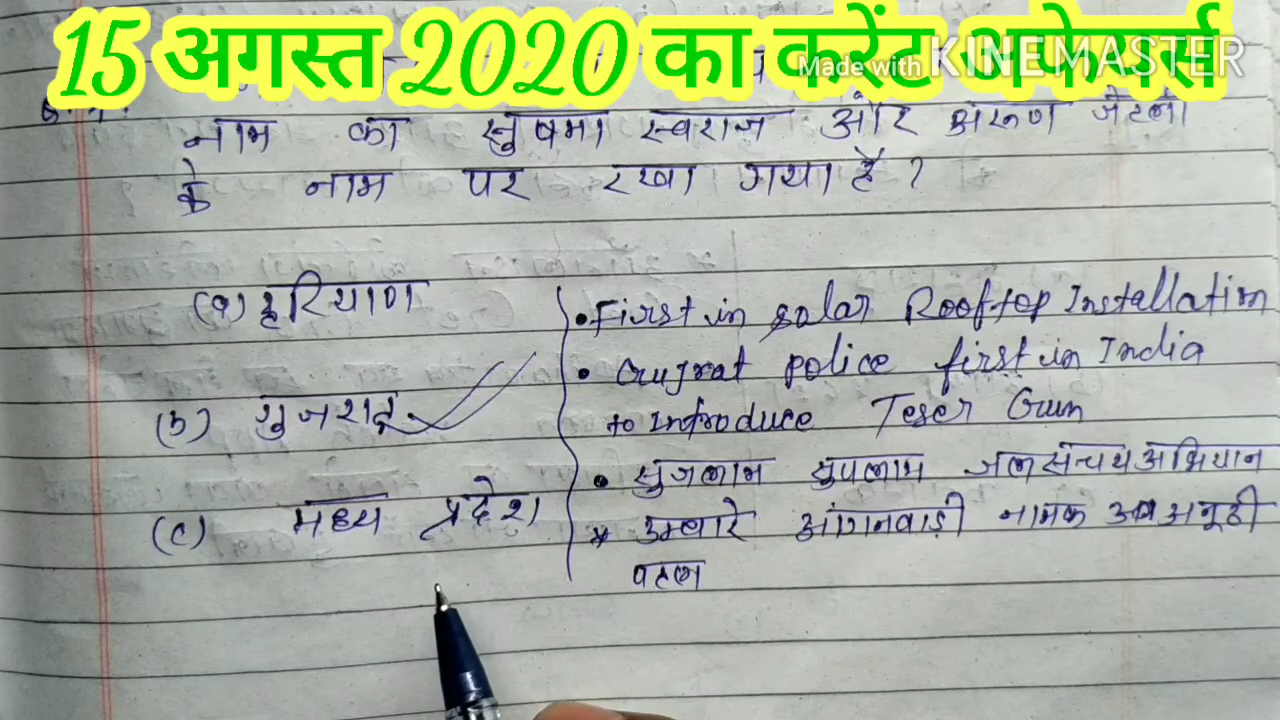 15 अगस्त 2020 का करेंट अफेयर्स
Made with KINEMASTER
नाम का सुषमा स्वराज और अरुण जेटली
के नाम पर रखा गया है ?
(a) हरियाणा
(b) गुजरात
(c) मध्य प्रदेश
• First in solar Rooftop Installation
• Gujrat police first in India
to Introduce Teser Gun
• सुजलाम सुफलाम जलसंचय अभियान
* उम्बारे आंगनवाड़ी नामक अनूठी
पहल